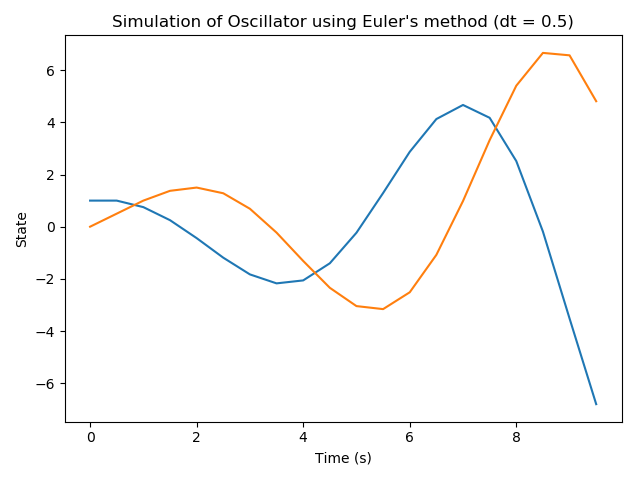 Simulation of Oscillator using Euler's method (dt = 0.5)
6
4
2
0
−2
−4
−6
State
0 2 4 6 8
Time (s)